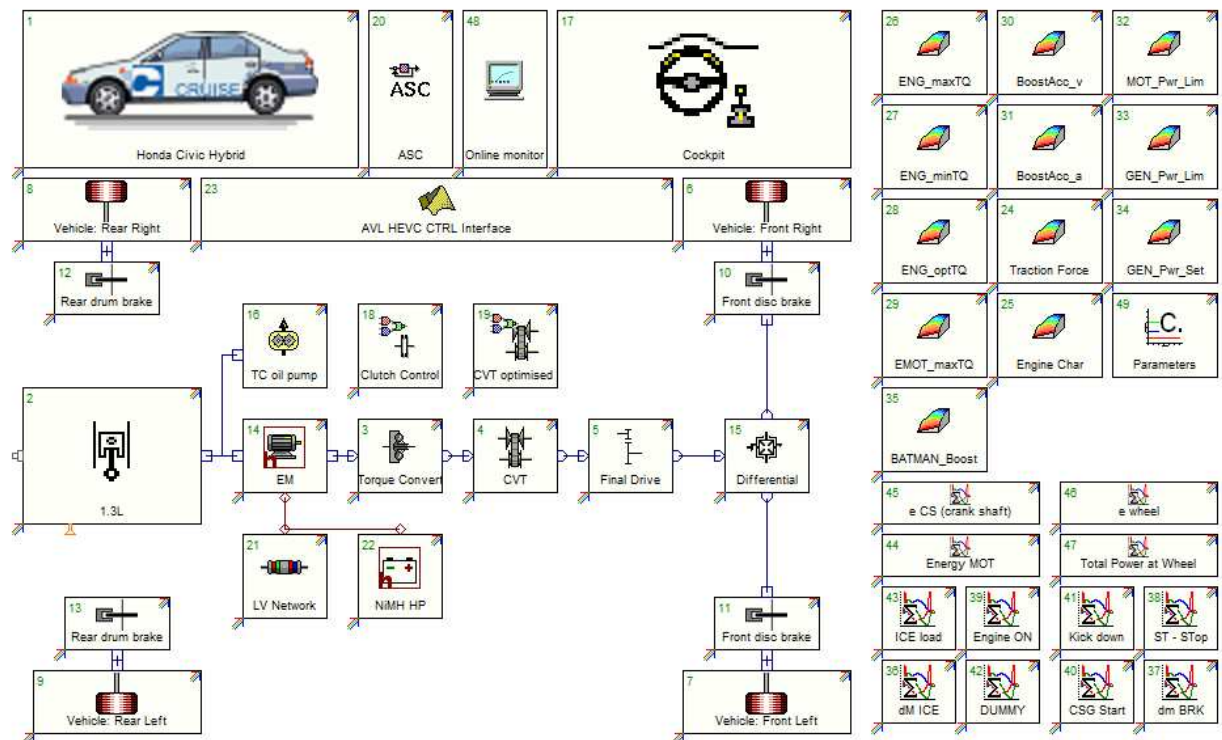 1
20
48
17
26
30
32
CRUISE
ASC
Honda Civic Hybrid
ASC
Online monitor
Cockpit
ENG_maxTQ
BoostAcc_v
MOT_Pwr_Lim
27
31
33
ENG_minTQ
BoostAcc_a
GEN_Pwr_Lim
8
23
6
Vehicle: Rear Right
AVL HEVC CTRL Interface
Vehicle: Front Right
28
24
34
ENG_optTQ
Traction Force
GEN_Pwr_Set
12
10
Rear drum brake
Front disc brake
29
25
49
C.
EMOT_maxTQ
Engine Char
Parameters
16
18
19
TC oil pump
Clutch Control
CVT optimised
35
BATMAN_Boost
2
14
3
4
5
15
h
1.3L
EM
Torque Convert
CVT
Final Drive
Differential
45
46
e CS (crank shaft)
e wheel
44
47
Energy MOT
Total Power at Wheel
21
22
h
LV Network
NiMH HP
43
39
41
38
ICE load
Engine ON
Kick down
ST - STop
13
11
Rear drum brake
Front disc brake
36
42
40
37
dM ICE
DUMMY
CSG Start
dm BRK
9
7
Vehicle: Rear Left
Vehicle: Front Left